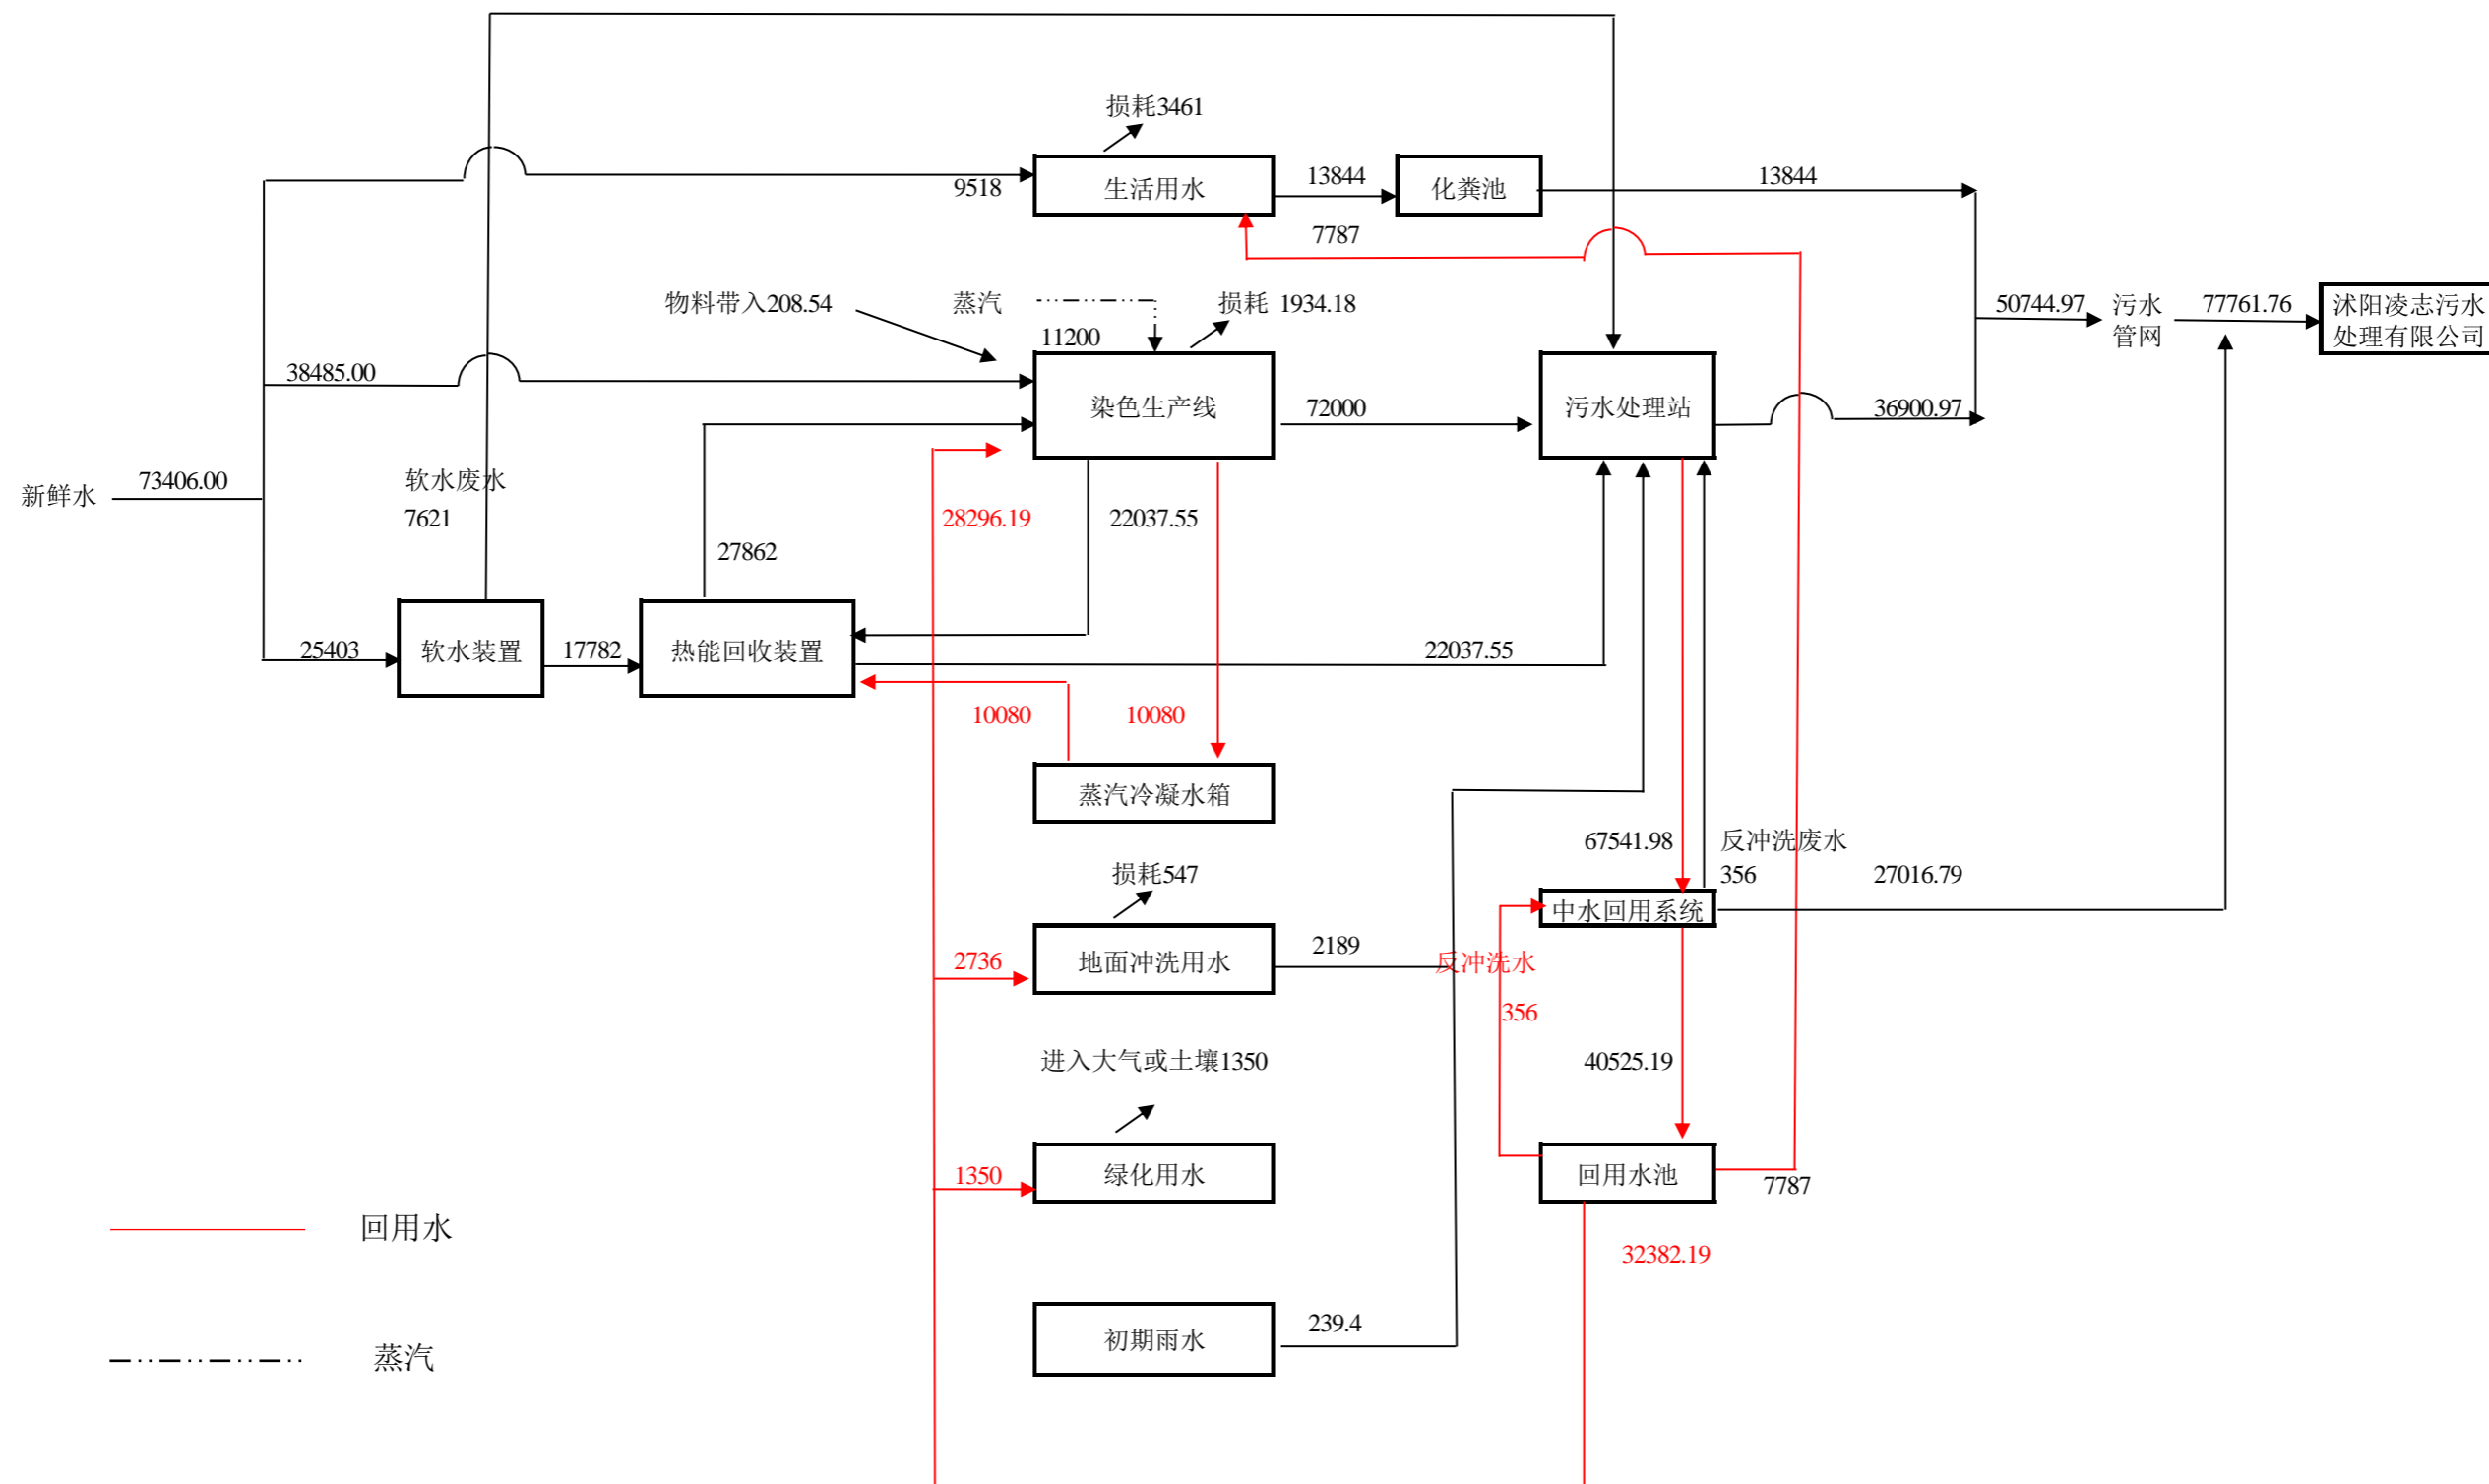 损耗3461
9518
生活用水
13844
化粪池
13844
7787
物料带入208.54
蒸汽
损耗 1934.18
11200
50744.97
污水
管网
77761.76
沭阳凌志污水
处理有限公司
38485.00
染色生产线
72000
污水处理站
36900.97
新鲜水
73406.00
软水废水
7621
28296.19
22037.55
27862
25403
软水装置
17782
热能回收装置
22037.55
10080
10080
蒸汽冷凝水箱
67541.98
反冲洗废水
356
27016.79
损耗547
中水回用系统
2736
地面冲洗用水
2189
反冲洗水
356
进入大气或土壤1350
40525.19
1350
绿化用水
回用水池
7787
回用水
32382.19
初期雨水
239.4
蒸汽